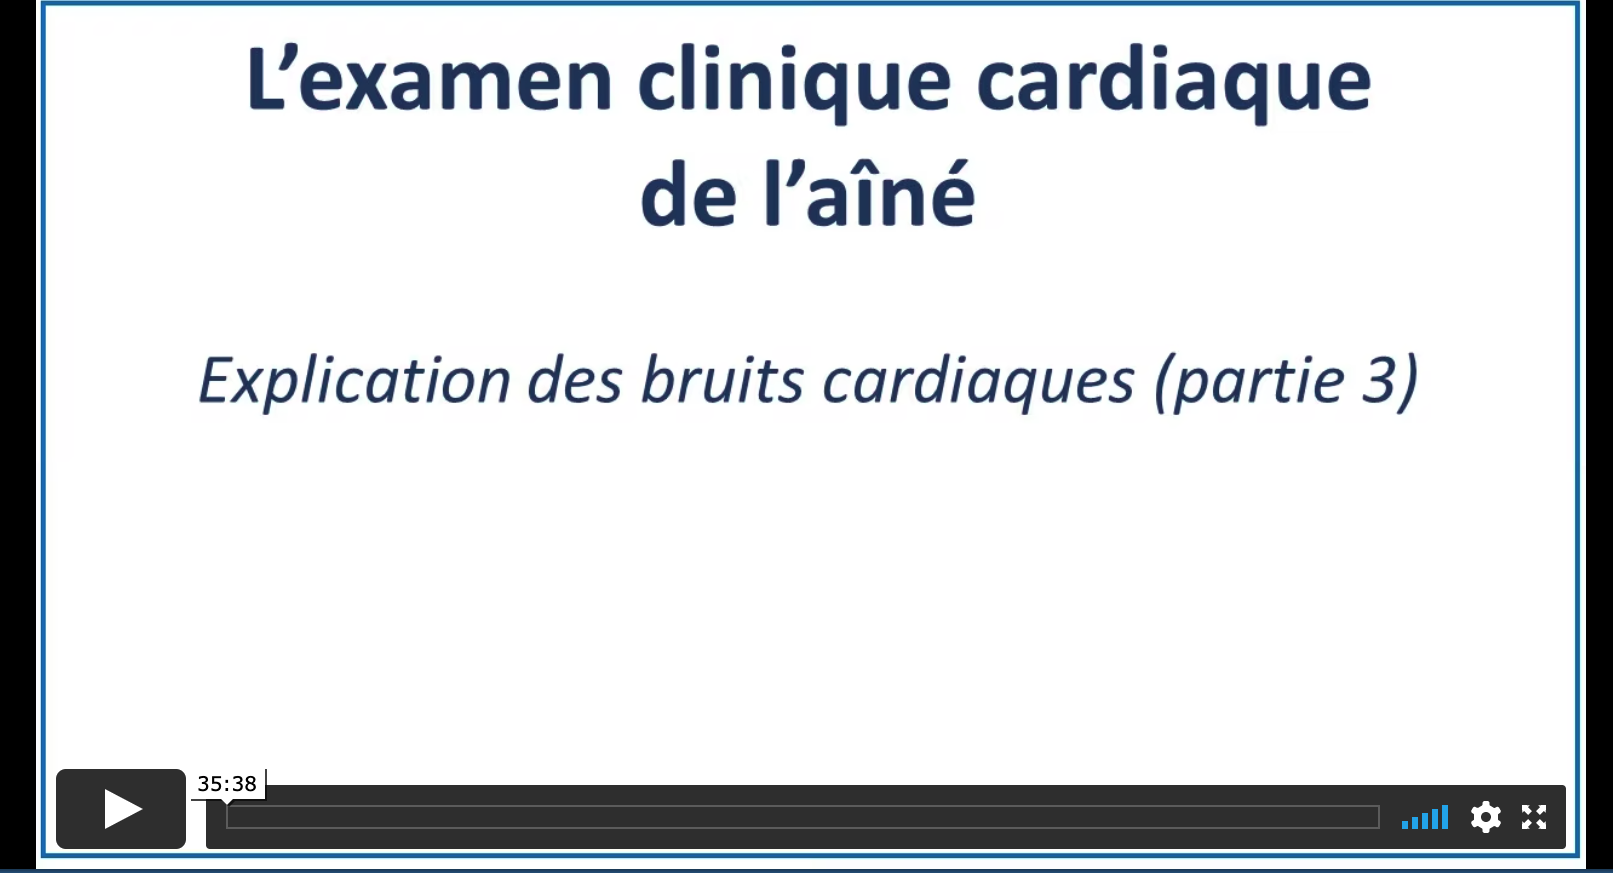 L’examen clinique cardiaque
de l’aîné
Explication des bruits cardiaques (partie 3)
35:38